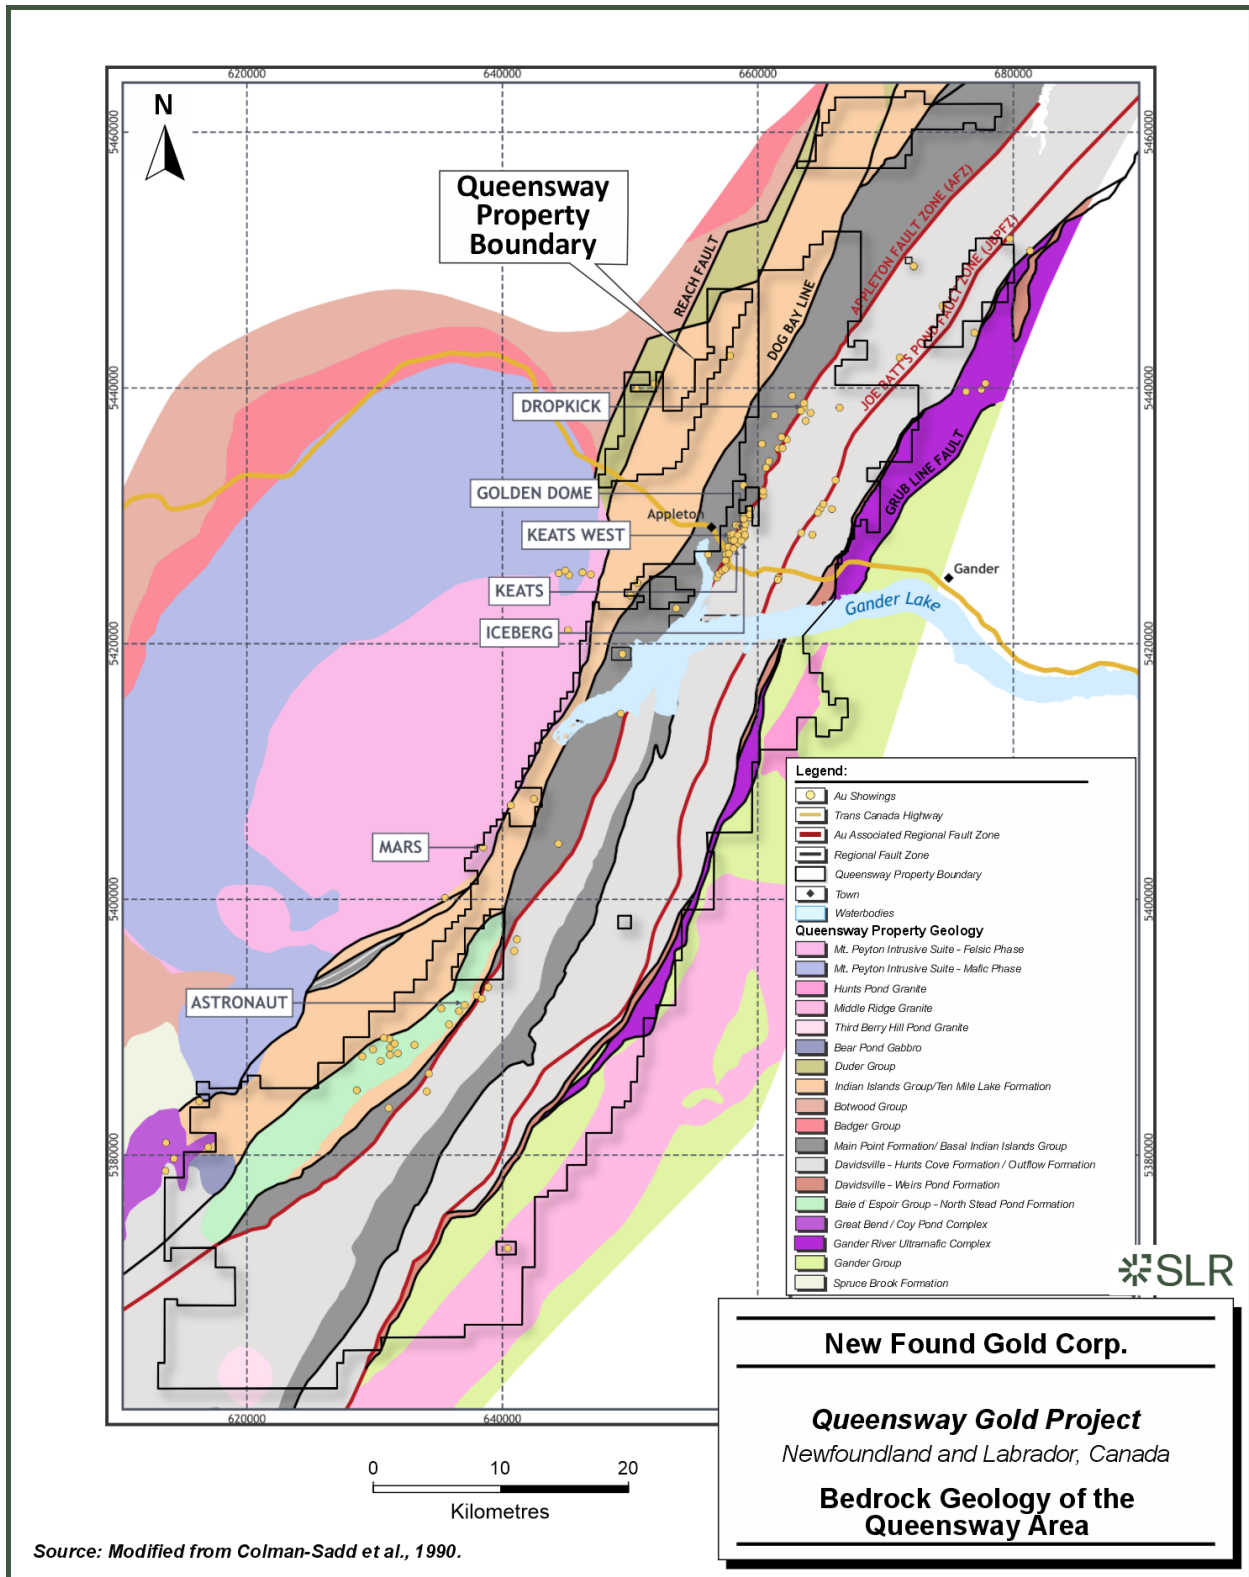 620000
640000
660000
680000
N
5460000
5460000
Queensway
Property
Boundary
REACH FAULT
DOG BAY LINE
APPLETON FAULT ZONE (AFZ)
JOE BATT'S POND FAULT ZONE (JBPFZ)
5440000
5440000
DROPKICK
GRUB LINE FAULT
GOLDEN DOME
Appleton
KEATS WEST
Gander
KEATS
Gander Lake
ICEBERG
5420000
5420000
MARS
5400000
5400000
ASTRONAUT
5380000
5380000
Legend:
Au Showings
Trans Canada Highway
Au Associated Regional Fault Zone
Regional Fault Zone
Queensway Property Boundary
Town
Waterbodies
Queensway Property Geology
Mt. Peyton Intrusive Suite - Felsic Phase
Mt. Peyton Intrusive Suite - Mafic Phase
Hunts Pond Granite
Middle Ridge Granite
Third Berry Hill Pond Granite
Bear Pond Gabbro
Duder Group
Indian Islands Group/Ten Mile Lake Formation
Botwood Group
Badger Group
Main Point Formation/ Basal Indian Islands Group
Davidsville - Hunts Cove Formation / Outflow Formation
Davidsville - Weirs Pond Formation
Baie d`Espoir Group - North Stead Pond Formation
Great Bend / Coy Pond Complex
Gander River Ultramafic Complex
Gander Group
Spruce Brook Formation
SLR
620000
640000
0 10 20
Kilometres
New Found Gold Corp.
Queensway Gold Project
Newfoundland and Labrador, Canada
Bedrock Geology of the
Queensway Area
Source: Modified from Colman-Sadd et al., 1990.